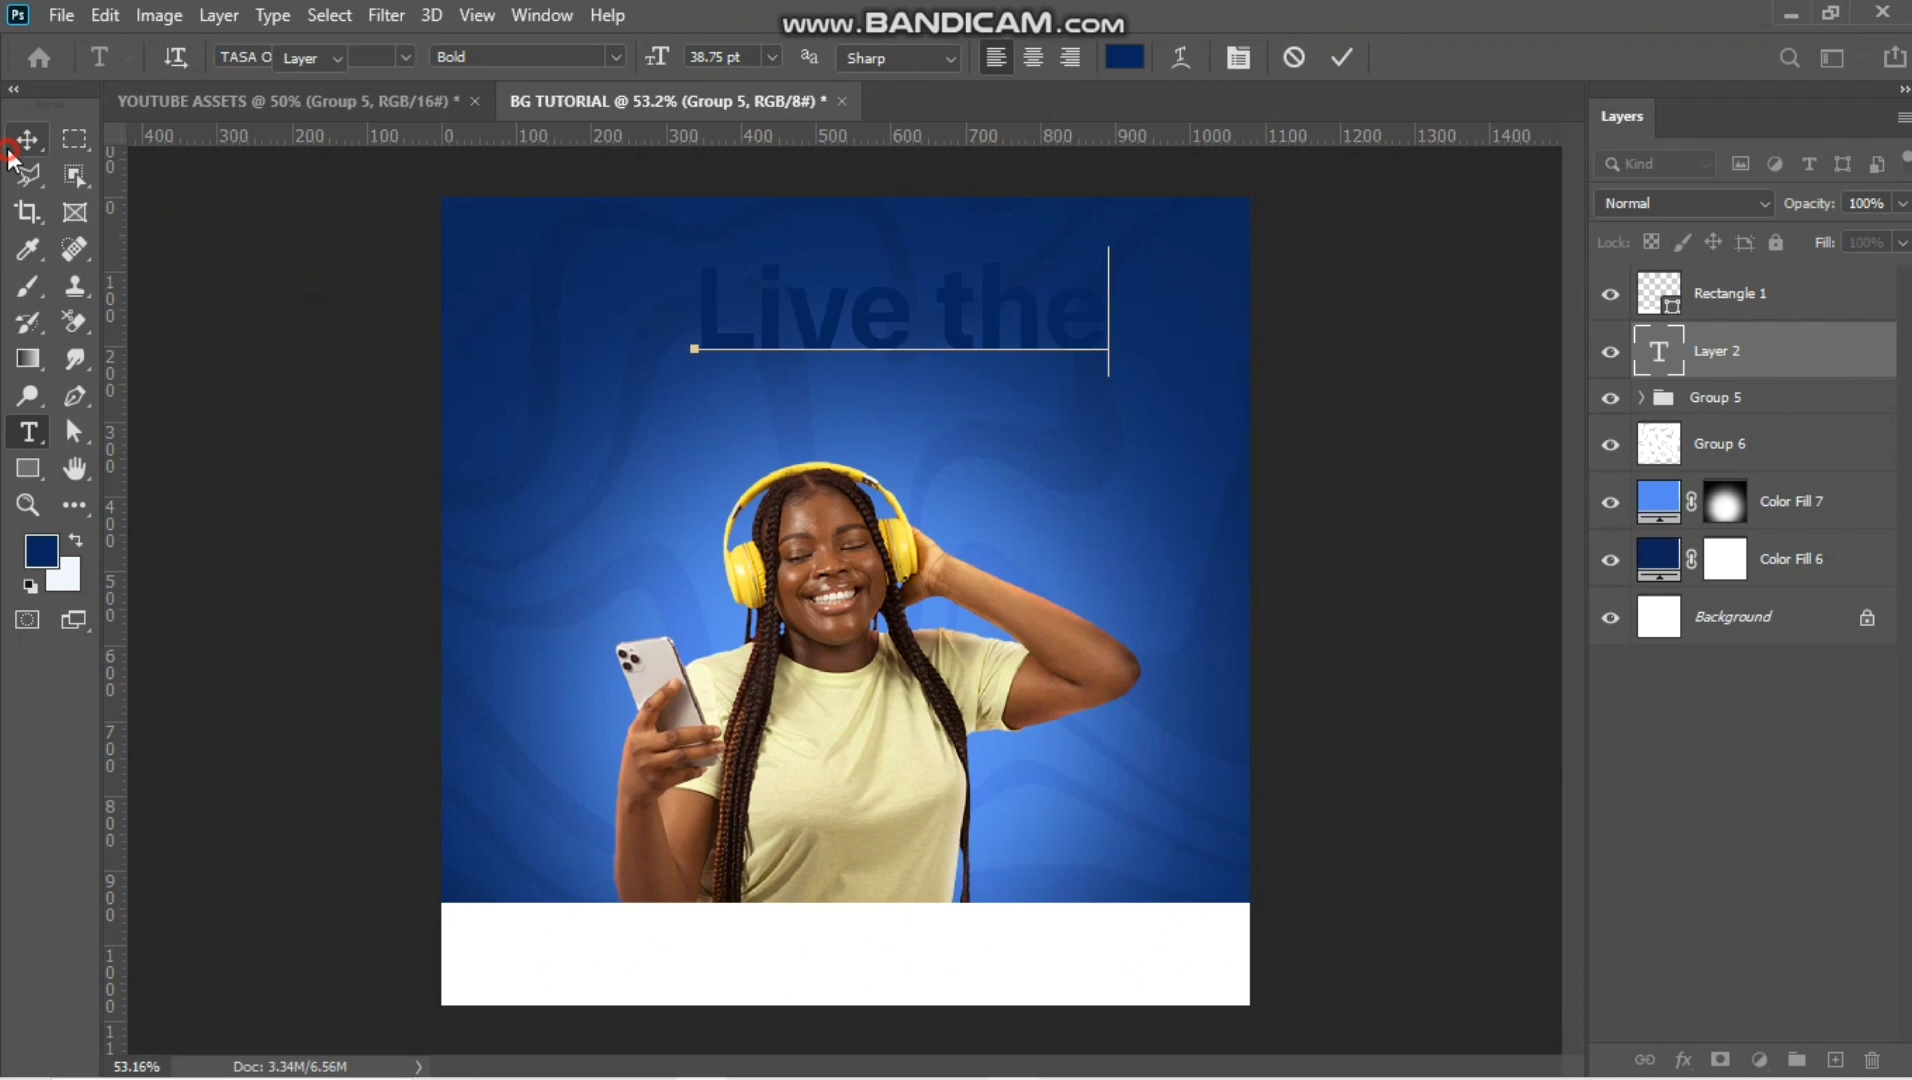 Ps File Edit Image Layer Type Select Filter 3D View Window Help
WWW.BANDICAM.COM
T TASA O Layer Bold 38.75 pt aa Sharp
YOUTUBE ASSETS @ 50% (Group 5, RGB/16#) * × BG TUTORIAL @ 53.2% (Group 5, RGB/8#) * ×
400 300 200 100 0 100 200 300 400 500 600 700 800 900 1000 1100 1200 1300 1400
Live the
Layers
Kind
Normal Opacity: 100%
Lock: Fill: 100%
Rectangle 1
T Layer 2
Group 5
Group 6
Color Fill 7
Color Fill 6
Background
53.16% Doc: 3.34M/6.56M